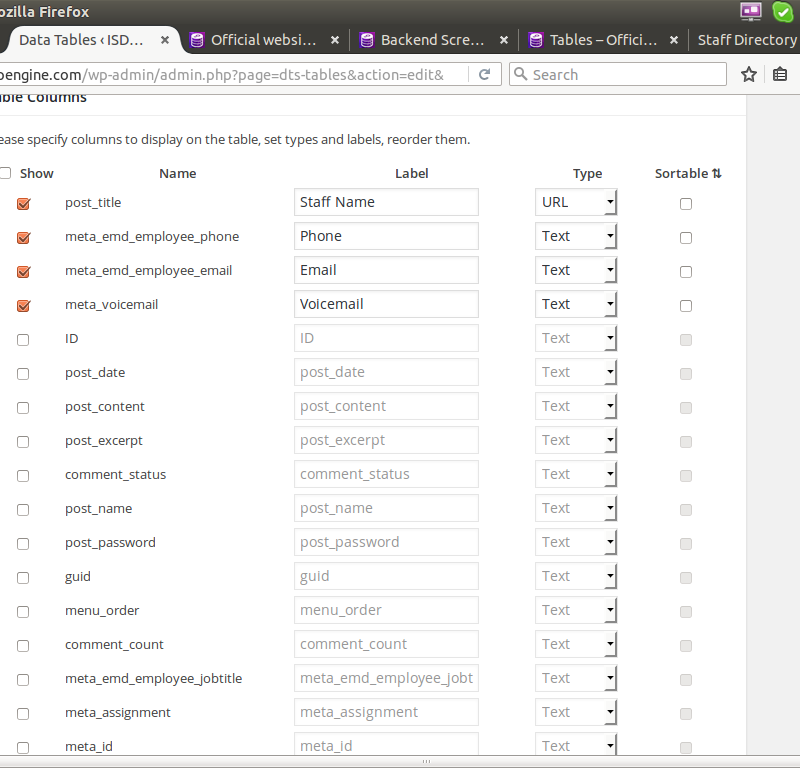 ozilla Firefox
Data Tables ‹ ISD... × Official websi... × Backend Scre... × Tables – Offici... × Staff Directory
pengine.com/wp-admin/admin.php?page=dts-tables&action=edit& Search
ble Columns
ease specify columns to display on the table, set types and labels, reorder them.
Show Name Label Type Sortable ⇅
post_title Staff Name URL
meta_emd_employee_phone Phone Text
meta_emd_employee_email Email Text
meta_voicemail Voicemail Text
ID ID Text
post_date post_date Text
post_content post_content Text
post_excerpt post_excerpt Text
comment_status comment_status Text
post_name post_name Text
post_password post_password Text
guid guid Text
menu_order menu_order Text
comment_count comment_count Text
meta_emd_employee_jobtitle meta_emd_employee_jobt Text
meta_assignment meta_assignment Text
meta_id meta_id Text